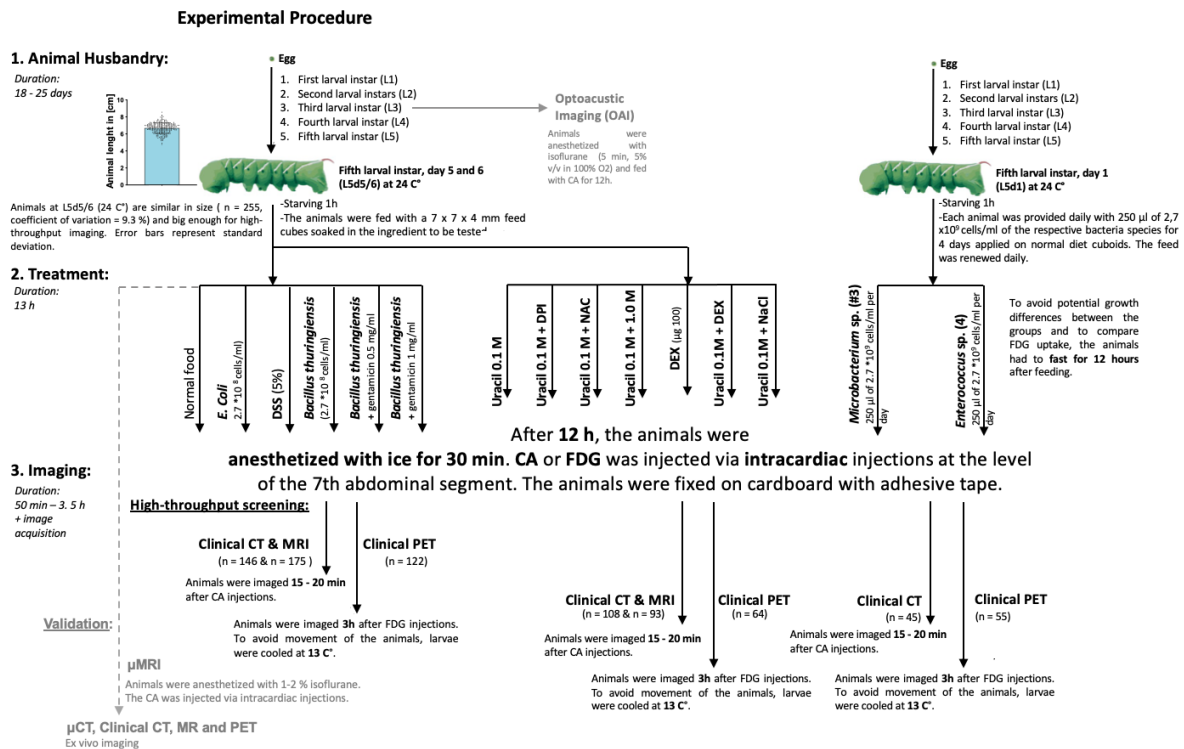 Experimental Procedure
1. Animal Husbandry:
Duration:
18 - 25 days
Animal lenght in [cm]
10
8
6
4
2
0
Animals at L5d5/6 (24 C°) are similar in size ( n = 255,
coefficient of variation = 9.3 %) and big enough for high-
throughput imaging. Error bars represent standard
deviation.
Egg
1. First larval instar (L1)
2. Second larval instars (L2)
3. Third larval instar (L3)
4. Fourth larval instar (L4)
5. Fifth larval instar (L5)
Optoacustic
Imaging (OAI)
Animals were
anesthetized with
isoflurane (5 min, 5%
v/v in 100% O2) and fed
with CA for 12h.
Fifth larval instar, day 5 and 6
(L5d5/6) at 24 C°
-Starving 1h
-The animals were fed with a 7 x 7 x 4 mm feed
cubes soaked in the ingredient to be teste
Egg
1. First larval instar (L1)
2. Second larval instars (L2)
3. Third larval instar (L3)
4. Fourth larval instar (L4)
5. Fifth larval instar (L5)
Fifth larval instar, day 1
(L5d1) at 24 C°
-Starving 1h
-Each animal was provided daily with 250 µl of 2,7
x10⁹ cells/ml of the respective bacteria species for
4 days applied on normal diet cuboids. The feed
was renewed daily.
2. Treatment:
Duration:
13 h
Normal food
E. Coli
2.7 *10 ⁸ cells/ml)
DSS (5%)
Bacillus thuringiensis
(2.7 *10 ⁸ cells/ml)
Bacillus thuringiensis
+ gentamicin 0.5 mg/ml
Bacillus thuringiensis
+ gentamicin 1 mg/ml
Uracil 0.1 M
Uracil 0.1 M + DPI
Uracil 0.1 M + NAC
Uracil 0.1 M + 1.0 M
DEX (µg 100)
Uracil 0.1M + DEX
Uracil 0.1M + NaCl
Microbacterium sp. (#3)
250 µl of 2.7 *10⁹ cells/ml per
day
Enterococcus sp. (4)
250 µl of 2.7 *10⁹ cells/ml per
day
To avoid potential growth
differences between the
groups and to compare
FDG uptake, the animals
had to fast for 12 hours
after feeding.
3. Imaging:
Duration:
50 min – 3. 5 h
+ image
acquisition
After 12 h, the animals were
anesthetized with ice for 30 min. CA or FDG was injected via intracardiac injections at the level
of the 7th abdominal segment. The animals were fixed on cardboard with adhesive tape.
High-throughput screening:
Clinical CT & MRI
(n = 146 & n = 175 )
Animals were imaged 15 - 20 min
after CA injections.
Clinical PET
(n = 122)
Animals were imaged 3h after FDG injections.
To avoid movement of the animals, larvae
were cooled at 13 C°.
Clinical CT & MRI
(n = 108 & n = 93)
Animals were imaged 15 - 20 min
after CA injections.
Clinical PET
(n = 64)
Animals were imaged 3h after FDG injections.
To avoid movement of the animals, larvae
were cooled at 13 C°.
Clinical CT
(n = 45)
Animals were imaged 15 - 20 min
after CA injections.
Clinical PET
(n = 55)
Animals were imaged 3h after FDG injections.
To avoid movement of the animals, larvae
were cooled at 13 C°.
Validation:
µMRI
Animals were anesthetized with 1-2 % isoflurane.
The CA was injected via intracardiac injections.
µCT, Clinical CT, MR and PET
Ex vivo imaging